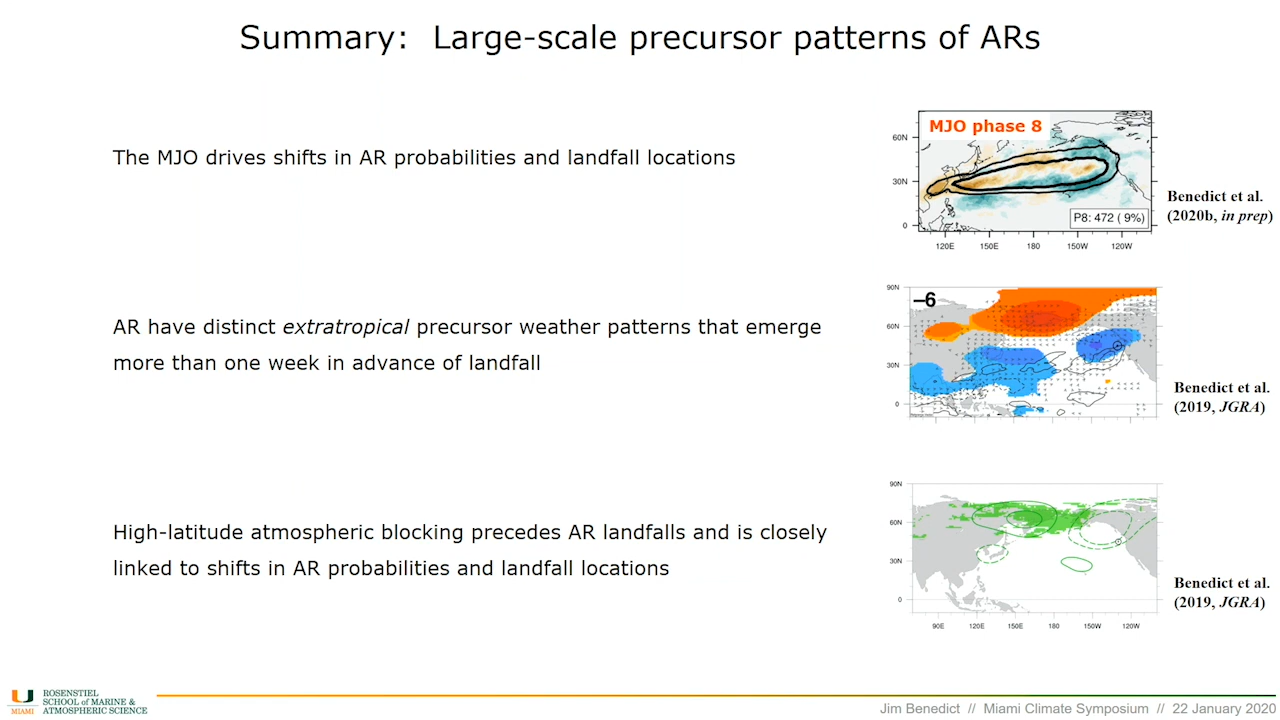 Summary: Large-scale precursor patterns of ARs
The MJO drives shifts in AR probabilities and landfall locations
MJO phase 8
60N
30N
0
P8: 472 ( 9%)
120E 150E 180 150W 120W
Benedict et al.
(2020b, in prep)
AR have distinct extratropical precursor weather patterns that emerge
more than one week in advance of landfall
–6
90N
60N
30N
0
Benedict et al.
(2019, JGRA)
High-latitude atmospheric blocking precedes AR landfalls and is closely
linked to shifts in AR probabilities and landfall locations
90N
60N
30N
0
90E 120E 150E 180 150W 120W
Benedict et al.
(2019, JGRA)
U
MIAMI
ROSENSTIEL
SCHOOL of MARINE &
ATMOSPHERIC SCIENCE
Jim Benedict // Miami Climate Symposium // 22 January 2020